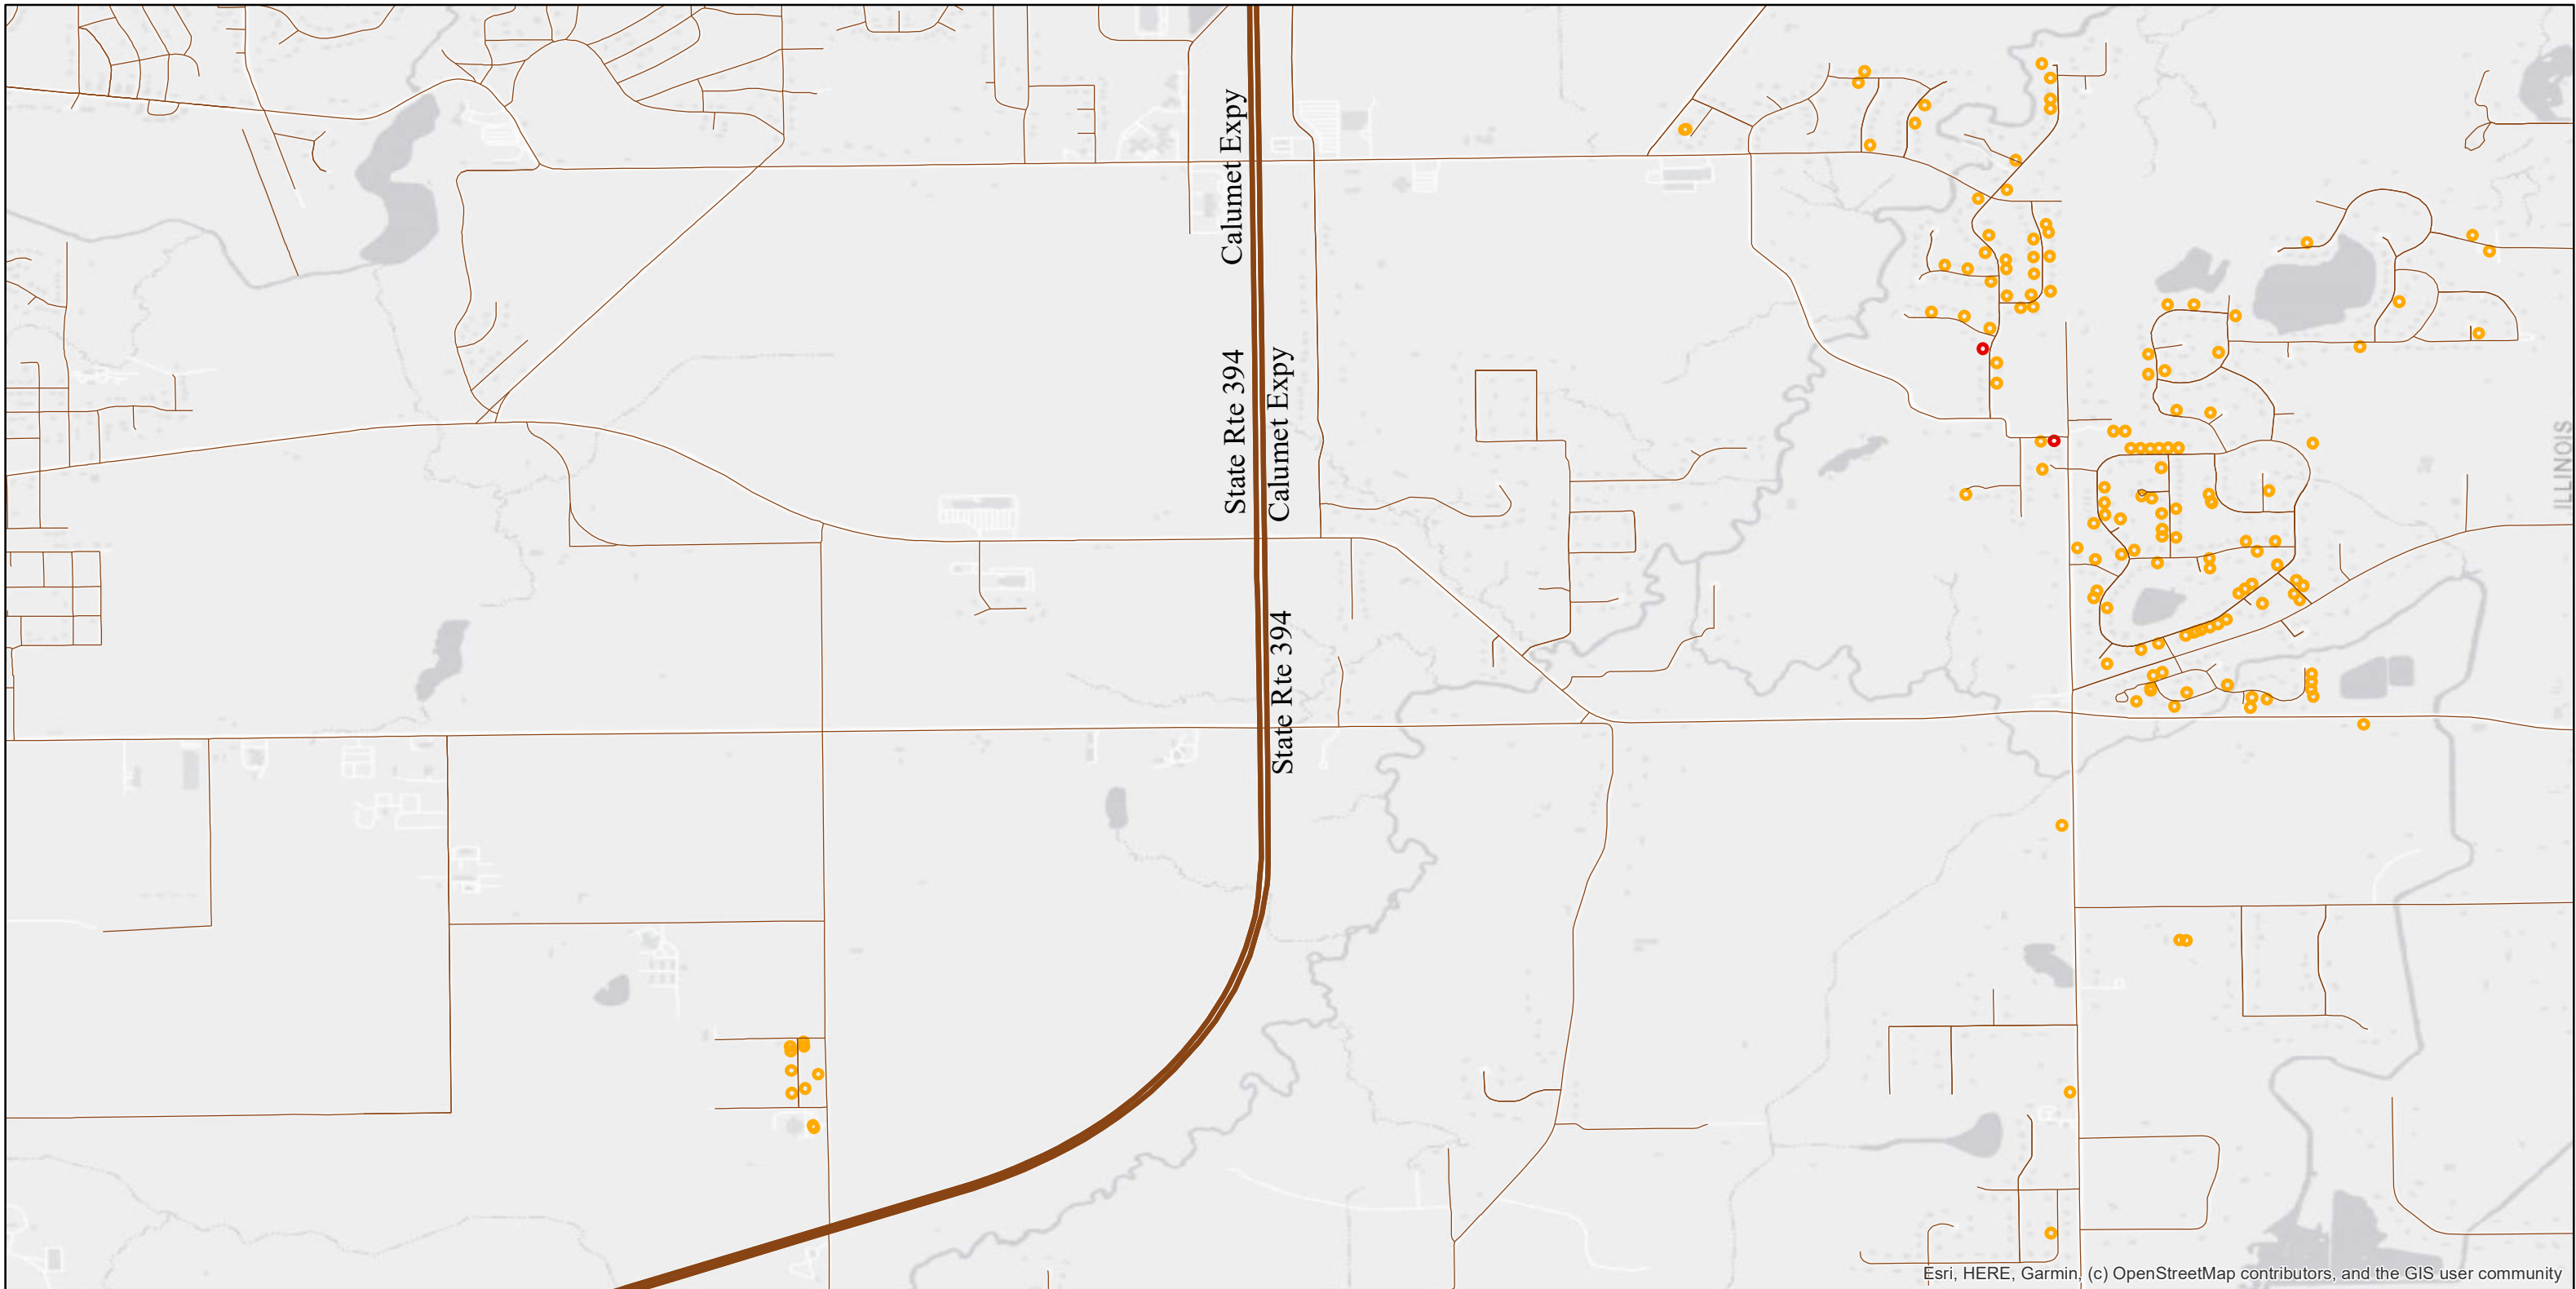 Calumet Expy
State Rte 394
Calumet Expy
State Rte 394
ILLINOIS
Esri, HERE, Garmin, (c) OpenStreetMap contributors, and the GIS user community